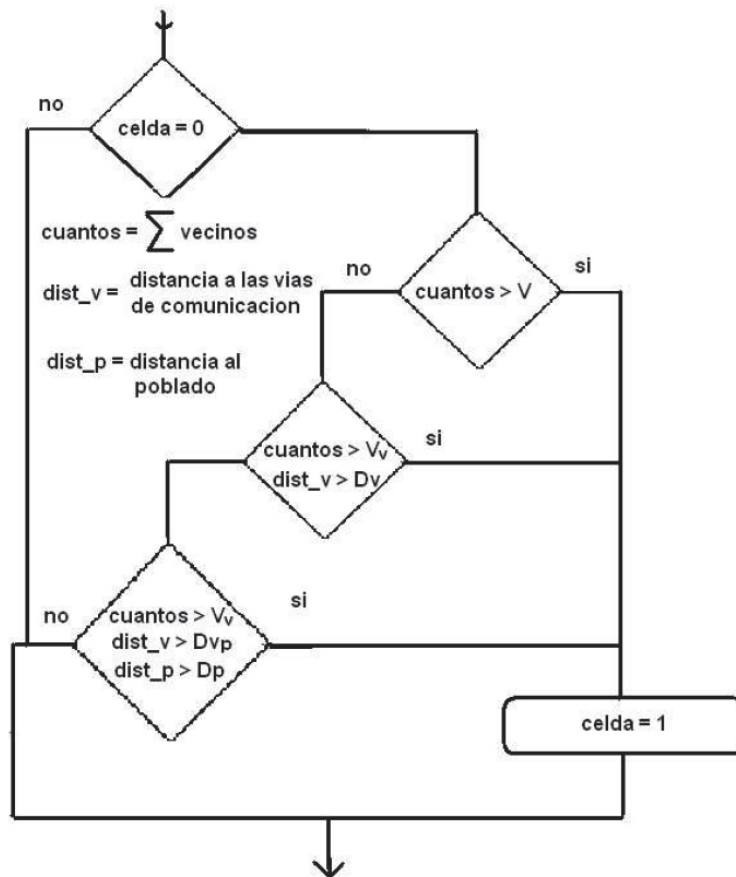 no
celda = 0
cuantos = ∑ vecinos
no
si
cuantos > V
dist_v = distancia a las vias
de comunicacion
dist_p = distancia al
poblado
si
cuantos > Vv
dist_v > Dv
no
si
cuantos > Vv
dist_v > Dvp
dist_p > Dp
celda = 1